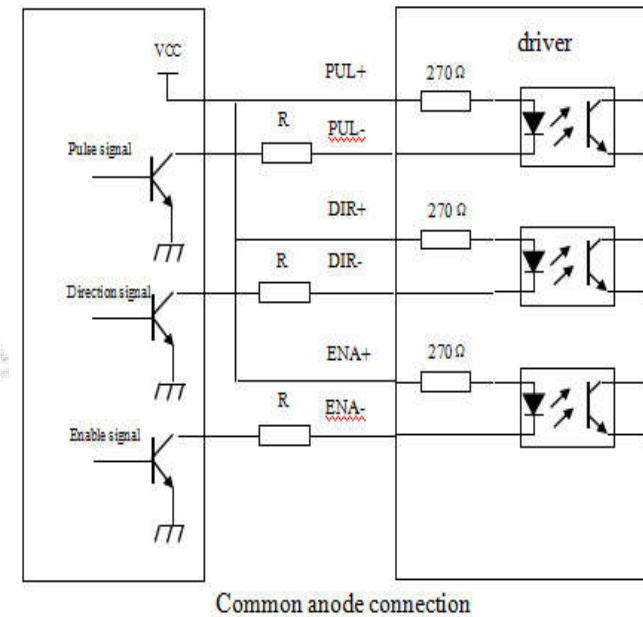 driver
VCC
PUL+
270Ω
R
PUL-
Pulse signal
DIR+
270Ω
R
DIR-
Direction signal
ENA+
270Ω
R
ENA-
Enable signal
Common anode connection